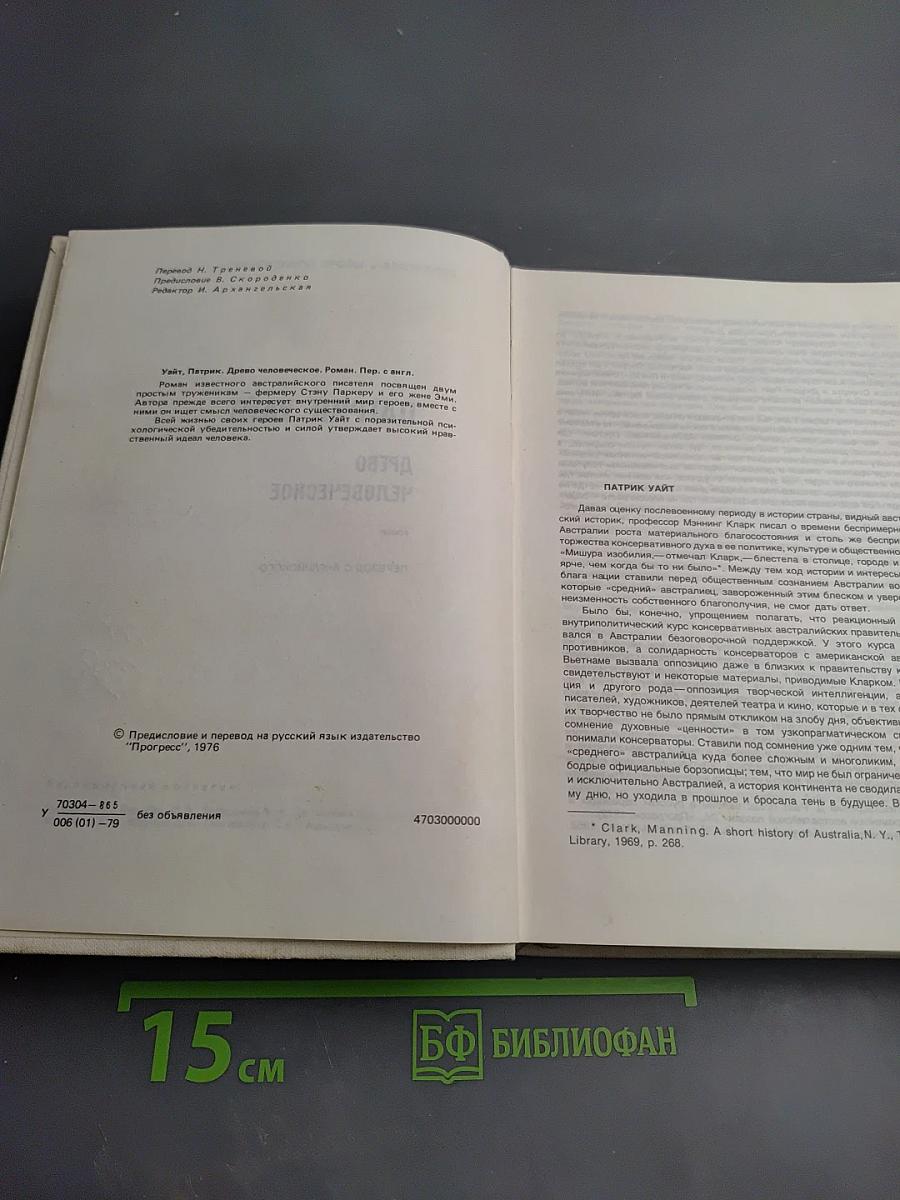 Перевод Н. Треневой
Предисловие В. Скороденко
Редактор И. Архангельская
Уайт, Патрик. Древо человеческое. Роман. Пер. с англ.
Роман известного австралийского писателя посвящен двум
простым труженикам — фермеру Стэну Паркеру и его жене Эми.
Автора прежде всего интересует внутренний мир героев, вместе с
ними он ищет смысл человеческого существования.
Всей жизнью своих героев Патрик Уайт с поразительной пси-
хологической убедительностью и силой утверждает высокий нрав-
ственный идеал человека.
© Предисловие и перевод на русский язык издательство
"Прогресс", 1976
У 70304—865
006 (01) —79
без объявления
4703000000
ПАТРИК УАЙТ
Давая оценку послевоенному периоду в истории страны, видный авст
ский историк, профессор Мэннинг Кларк писал о времени беспримерн
Австралии роста материального благосостояния и столь же беспри
торжества консервативного духа в ее политике, культуре и общественно
«Мишура изобилия,— отмечал Кларк,— блестела в столице, городе и
ярче, чем когда бы то ни было»*. Между тем ход истории и интересы
блага нации ставили перед общественным сознанием Австралии во
которые «средний» австралиец, завороженный этим блеском и увер
неизменность собственного благополучия, не смог дать ответ.
Было бы, конечно, упрощением полагать, что реакционный
внутриполитический курс консервативных австралийских правитель
вался в Австралии безоговорочной поддержкой. У этого курса
противников, а солидарность консерваторов с американской аг
Вьетнаме вызвала оппозицию даже в близких к правительству к
свидетельствуют и некоторые материалы, приводимые Кларком.
ция и другого рода — оппозиция творческой интеллигенции, а
писателей, художников, деятелей театра и кино, которые и в тех
их творчество не было прямым откликом на злобу дня, объектив
сомнение духовные «ценности» в том узкопрагматическом с
понимали консерваторы. Ставили под сомнение уже одним тем,
«среднего» австралийца куда более сложным и многоликим,
бодрые официальные борзописцы; тем, что мир не был ограниче
и исключительно Австралией, а история континента не сводила
му дню, но уходила в прошлое и бросала тень в будущее. В
* Clark, Manning. A short history of Australia, N. Y., T
Library, 1969, p. 268.
15 см
БФ БИБЛИОФАН